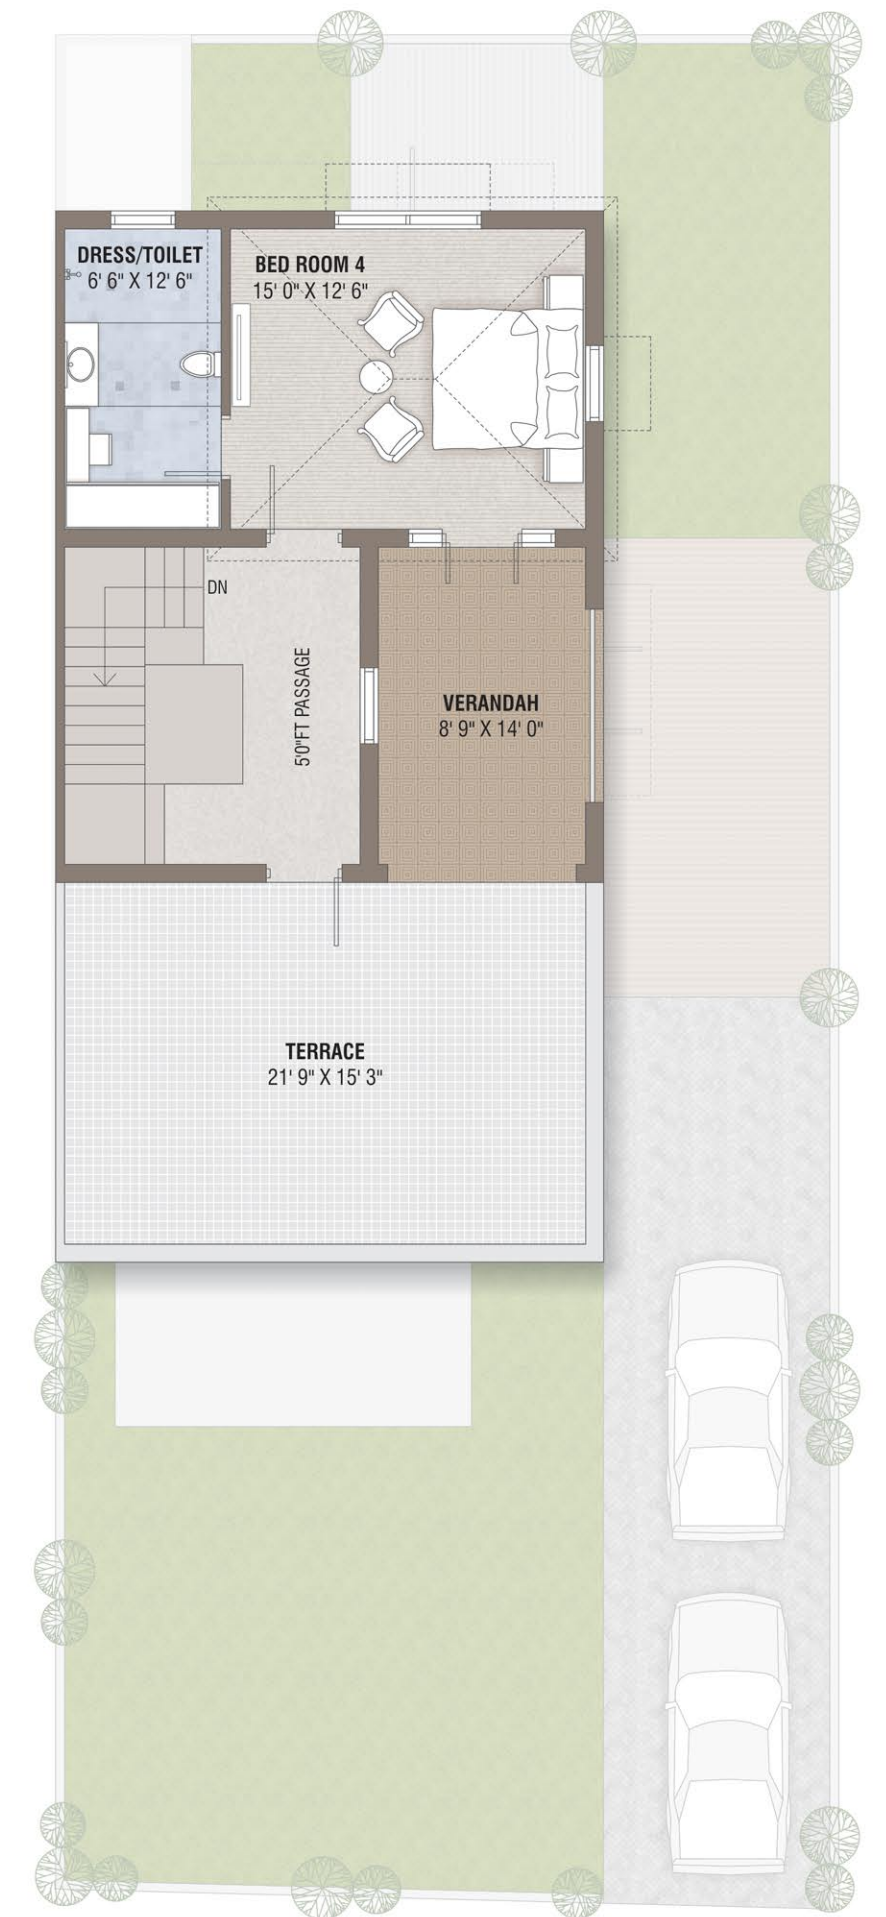 DRESS/TOILET
6' 6" X 12' 6"
BED ROOM 4
15' 0" X 12' 6"
DN
5'0"FT PASSAGE
VERANDAH
8' 9" X 14' 0"
TERRACE
21' 9" X 15' 3"